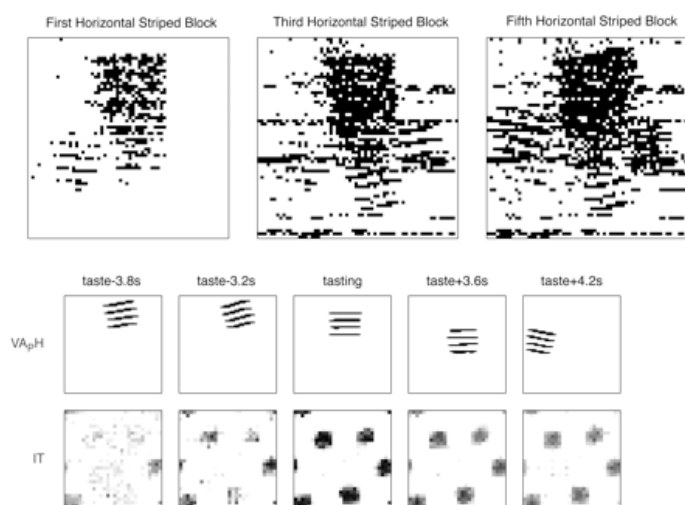 First Horizontal Striped Block Third Horizontal Striped Block Fifth Horizontal Striped Block
taste-3.8s taste-3.2s tasting taste+3.6s taste+4.2s
VAPH
IT